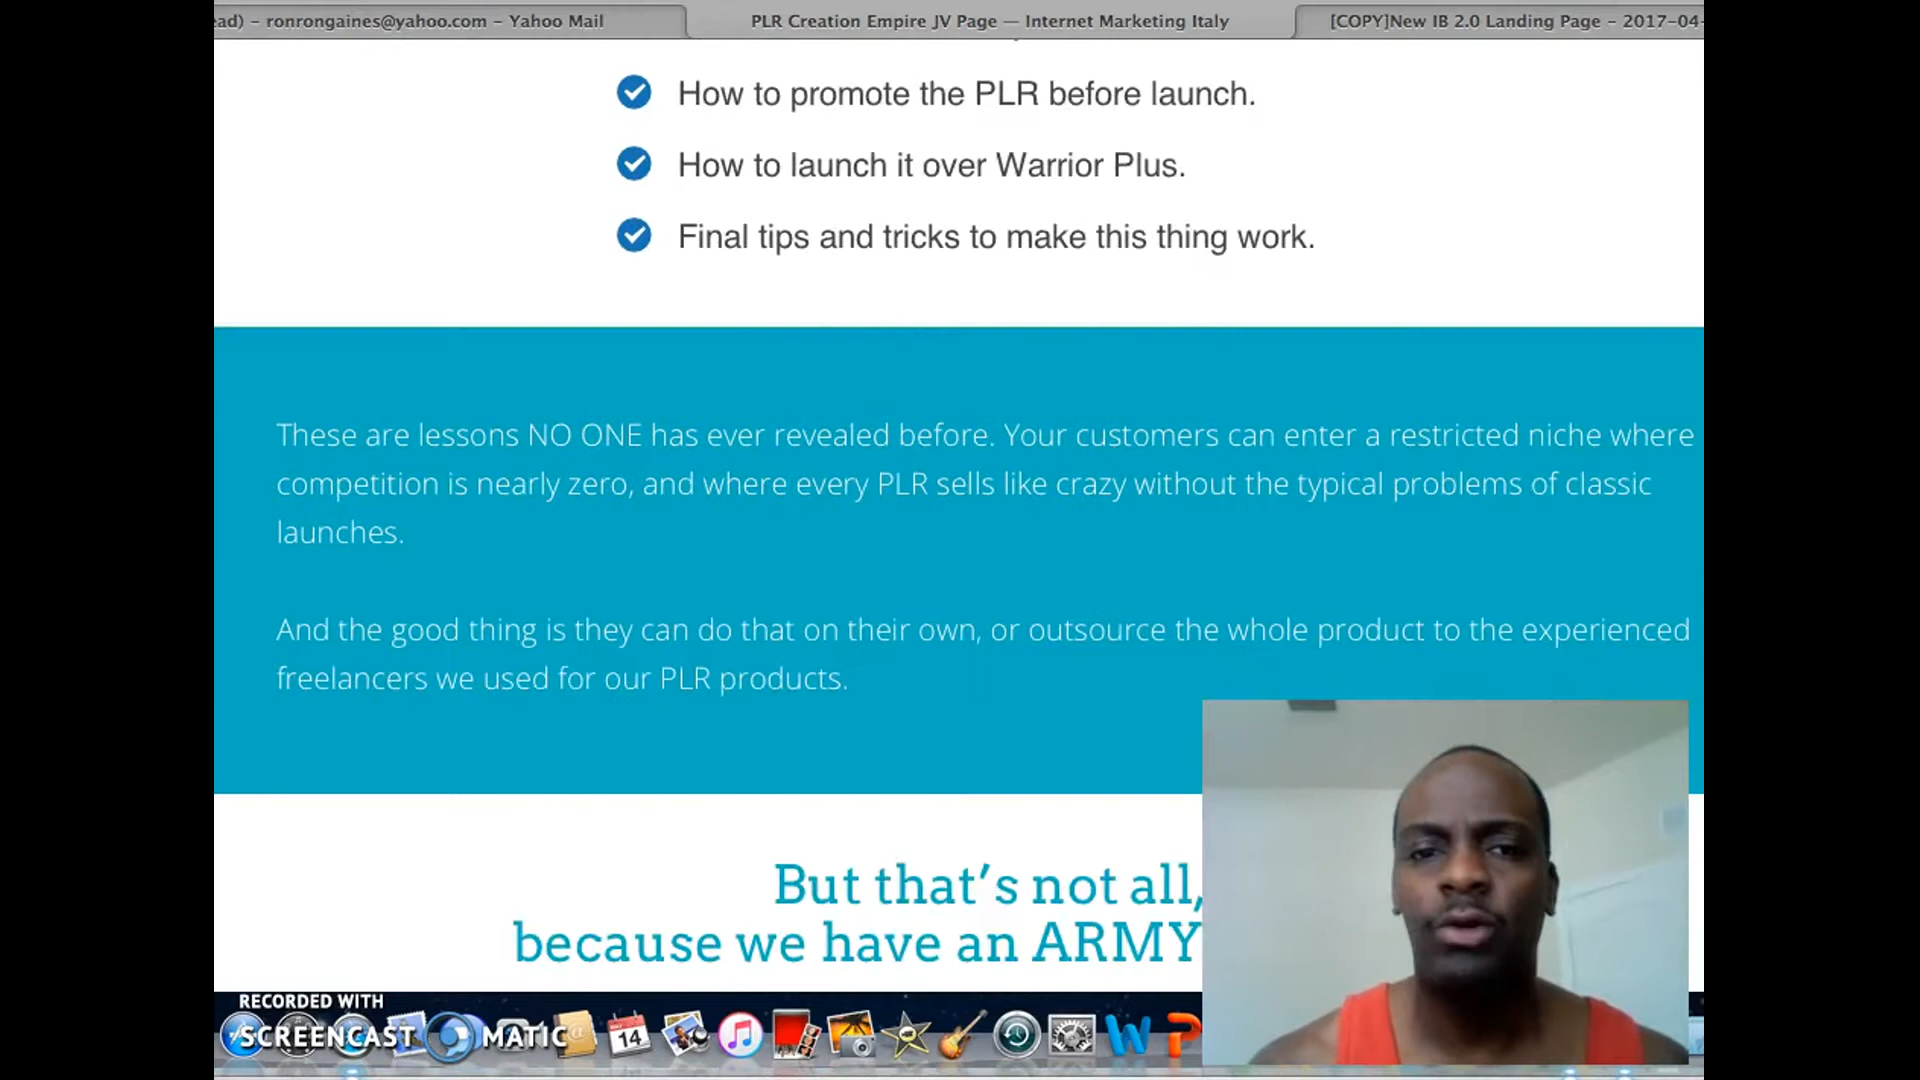 ead) – ronrongaines@yahoo.com – Yahoo Mail
PLR Creation Empire JV Page — Internet Marketing Italy
[COPY]New IB 2.0 Landing Page – 2017-04-
How to promote the PLR before launch.
How to launch it over Warrior Plus.
Final tips and tricks to make this thing work.
These are lessons NO ONE has ever revealed before. Your customers can enter a restricted niche where
competition is nearly zero, and where every PLR sells like crazy without the typical problems of classic
launches.
And the good thing is they can do that on their own, or outsource the whole product to the experienced
freelancers we used for our PLR products.
But that’s not all,
because we have an ARMY
RECORDED WITH
SCREENCAST MATIC
14